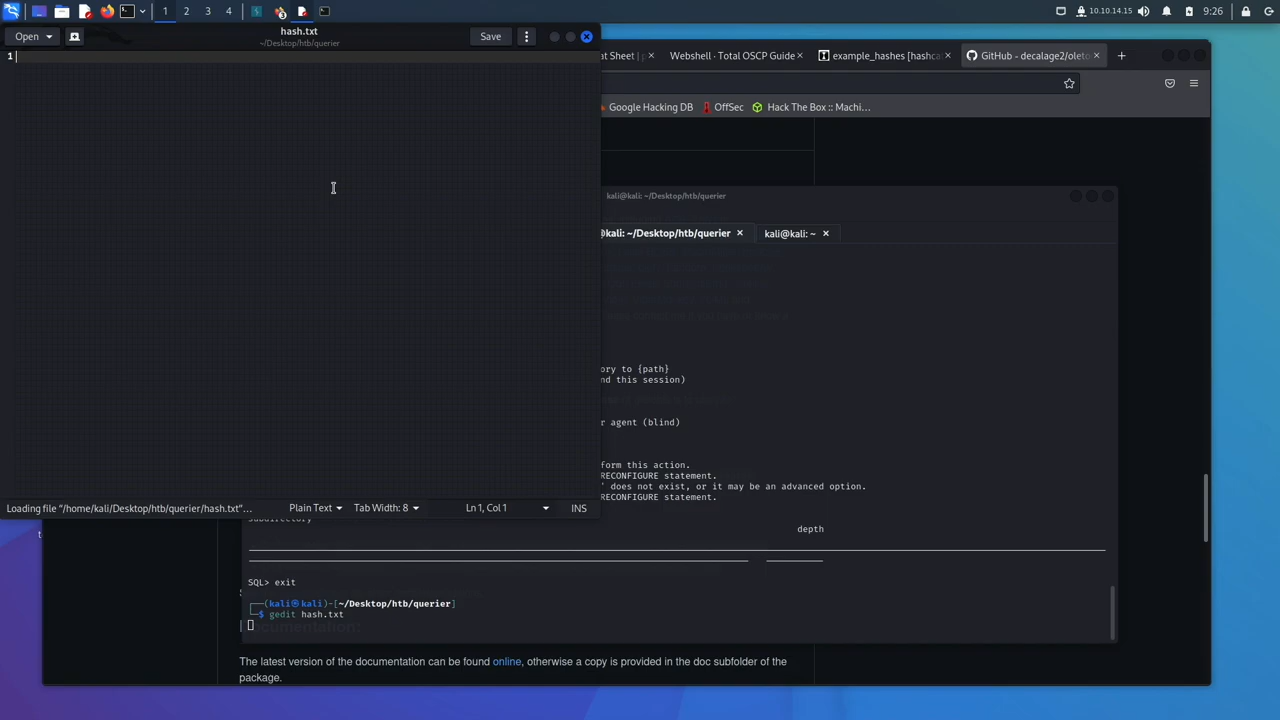 1 2 3 4
3
10.10.14.15
9:26
Open
hash.txt
~/Desktop/htb/querier
Save
1
at Sheet | p
Webshell · Total OSCP Guide
example_hashes [hashca
GitHub - decalage2/oletoo
Google Hacking DB
OffSec
Hack The Box :: Machi…
kali@kali: ~/Desktop/htb/querier
@kali: ~/Desktop/htb/querier
kali@kali: ~
ory to {path}
nd this session)
r agent (blind)
form this action.
RECONFIGURE statement.
' does not exist, or it may be an advanced option.
RECONFIGURE statement.
Loading file "/home/kali/Desktop/htb/querier/hash.txt"…
Plain Text
Tab Width: 8
Ln 1, Col 1
INS
subdirectory
depth
SQL> exit
┌──(kali㉿kali)-[~/Desktop/htb/querier]
└─$ gedit hash.txt
Documentation:
The latest version of the documentation can be found online, otherwise a copy is provided in the doc subfolder of the
package.